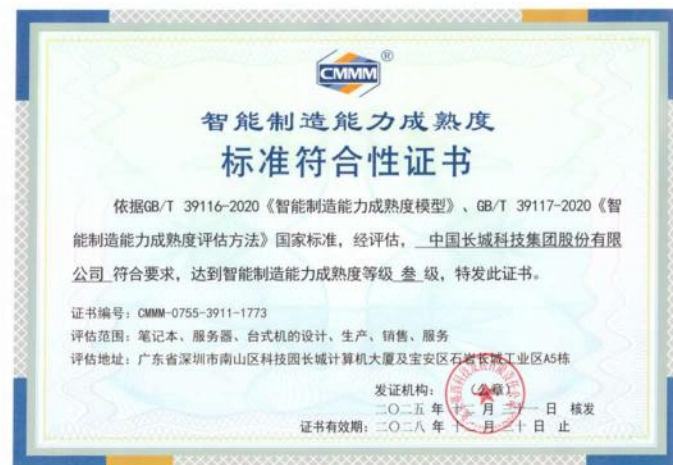 CMMM®
智能制造能力成熟度
标准符合性证书
依据GB/T 39116-2020《智能制造能力成熟度模型》、GB/T 39117-2020《智
能制造能力成熟度评估方法》国家标准，经评估， 中国长城科技集团股份有限
公司 符合要求，达到智能制造能力成熟度等级 叁 级，特发此证书。
证书编号：CMMM-0755-3911-1773
评估范围：笔记本、服务器、台式机的设计、生产、销售、服务
评估地址：广东省深圳市南山区科技园长城计算机大厦及宝安区石岩长城工业区A5栋
发证机构： （公章）
二〇二五 年 十二 月 三十一 日 核发
证书有效期：二〇二八 年 十二 月 三十 日 止